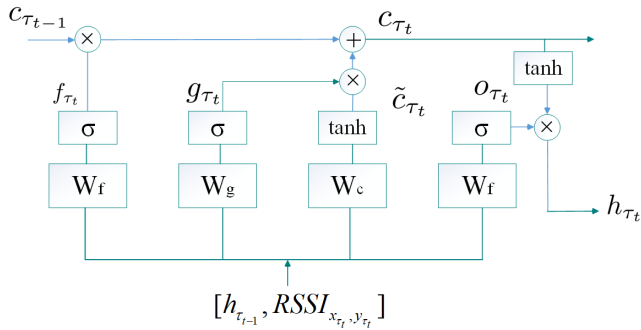 c_{τ_{t-1}} × + c_{τ_t}
tanh
f_{τ_t} g_{τ_t} × c̃_{τ_t} o_{τ_t}
σ σ tanh σ ×
W_f W_g W_c W_f
h_{τ_t}
[h_{τ_{t-1}}, RSSI_{x_{τ_t}, y_{τ_t}}]